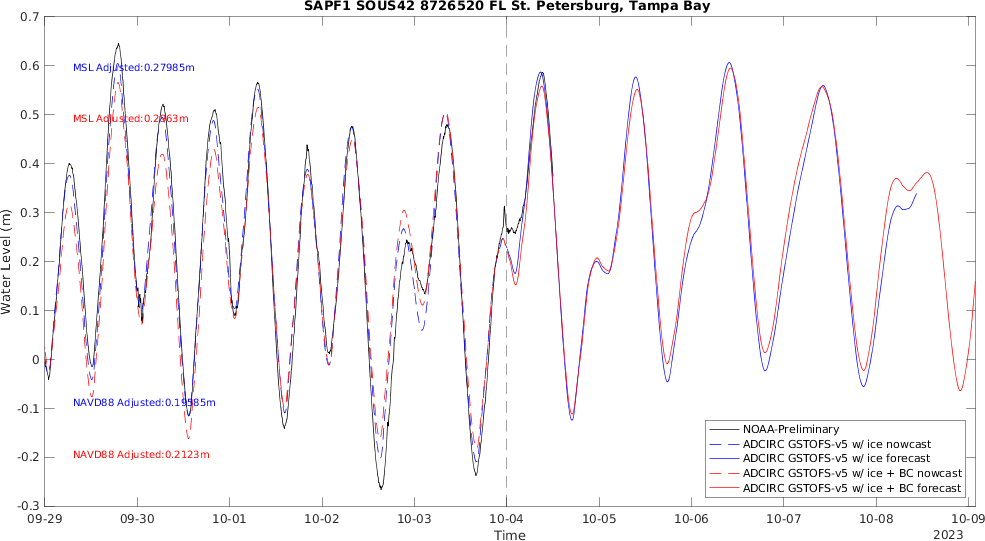 SAPF1 SOUS42 8726520 FL St. Petersburg, Tampa Bay
0.7
0.6
0.5
0.4
0.3
0.2
0.1
0
-0.1
-0.2
-0.3
Water Level (m)
MSL Adjusted:0.27985m
MSL Adjusted:0.2963m
NAVD88 Adjusted:0.19585m
NAVD88 Adjusted:0.2123m
NOAA-Preliminary
ADCIRC GSTOFS-v5 w/ ice nowcast
ADCIRC GSTOFS-v5 w/ ice forecast
ADCIRC GSTOFS-v5 w/ ice + BC nowcast
ADCIRC GSTOFS-v5 w/ ice + BC forecast
09-29 09-30 10-01 10-02 10-03 10-04 10-05 10-06 10-07 10-08 10-09
Time
2023